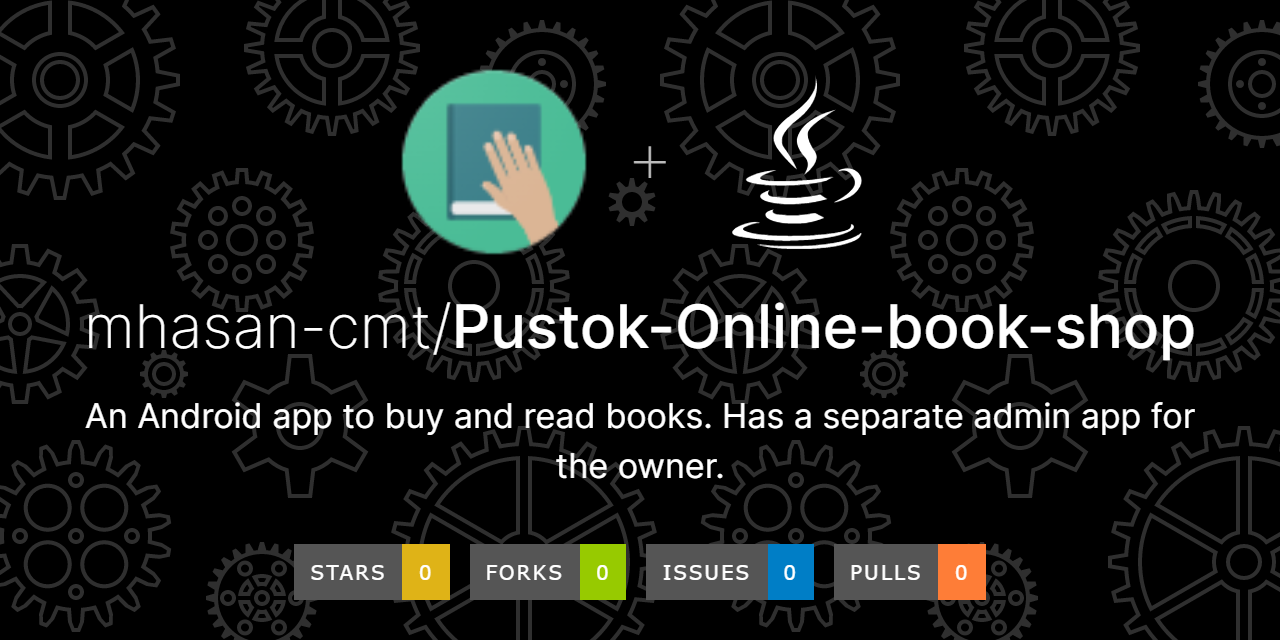 mhasan-cmt/Pustok-Online-book-shop
An Android app to buy and read books. Has a separate admin app for
the owner.
STARS 0 FORKS 0 ISSUES 0 PULLS 0